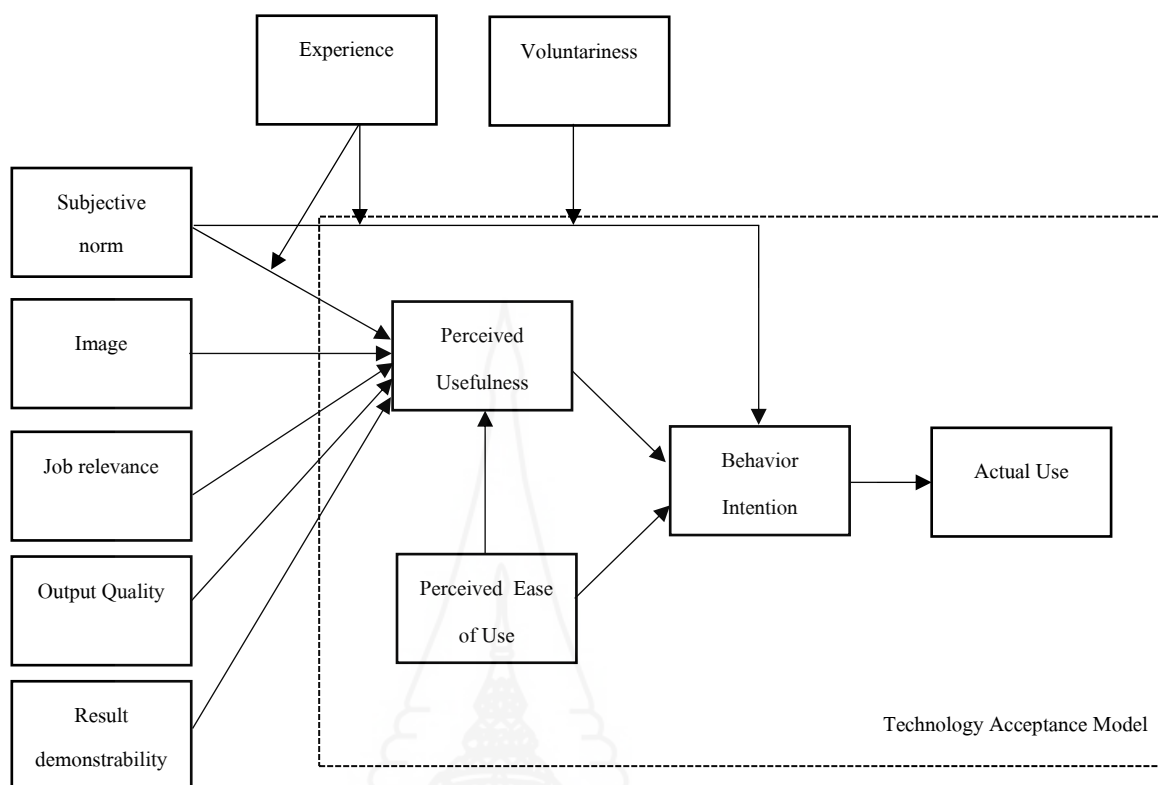 Experience
Voluntariness
Subjective
norm
Image
Perceived
Usefulness
Job relevance
Behavior
Intention
Actual Use
Output Quality
Perceived Ease
of Use
Result
demonstrability
Technology Acceptance Model